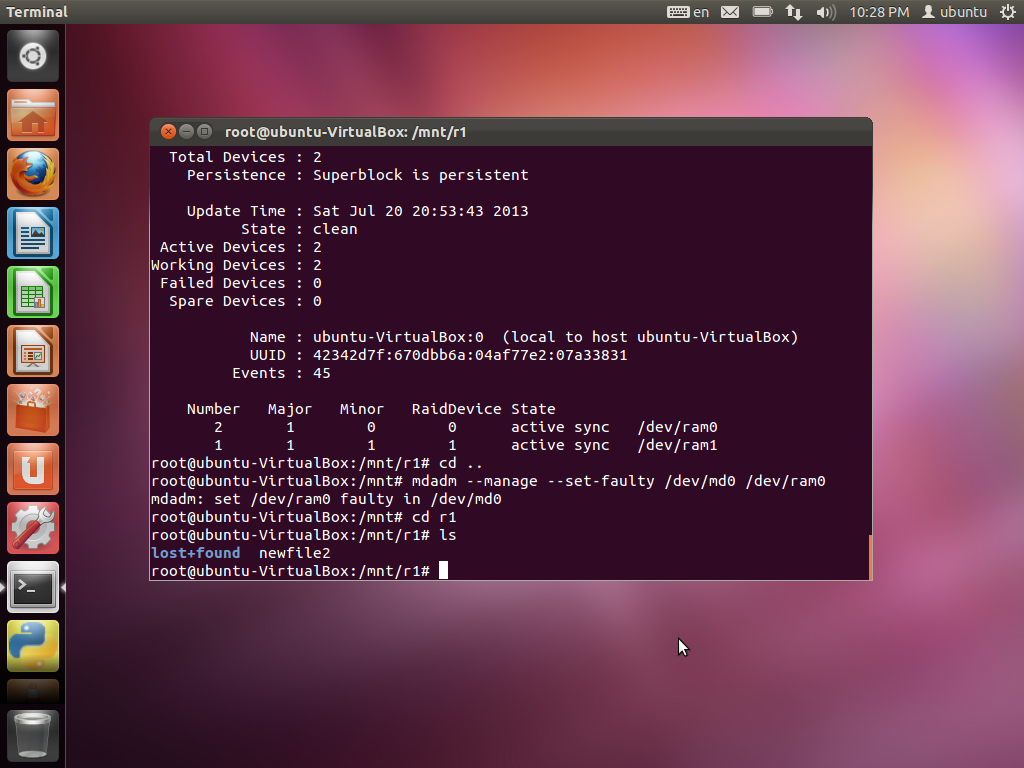 Terminal
en
10:28 PM
ubuntu
root@ubuntu-VirtualBox: /mnt/r1
Total Devices : 2
Persistence : Superblock is persistent
Update Time : Sat Jul 20 20:53:43 2013
State : clean
Active Devices : 2
Working Devices : 2
Failed Devices : 0
Spare Devices : 0
Name : ubuntu-VirtualBox:0  (local to host ubuntu-VirtualBox)
UUID : 42342d7f:670dbb6a:04af77e2:07a33831
Events : 45
Number   Major   Minor   RaidDevice State
2       1        0        0      active sync   /dev/ram0
1       1        1        1      active sync   /dev/ram1
root@ubuntu-VirtualBox:/mnt/r1# cd ..
root@ubuntu-VirtualBox:/mnt# mdadm --manage --set-faulty /dev/md0 /dev/ram0
mdadm: set /dev/ram0 faulty in /dev/md0
root@ubuntu-VirtualBox:/mnt# cd r1
root@ubuntu-VirtualBox:/mnt/r1# ls
lost+found  newfile2
root@ubuntu-VirtualBox:/mnt/r1#